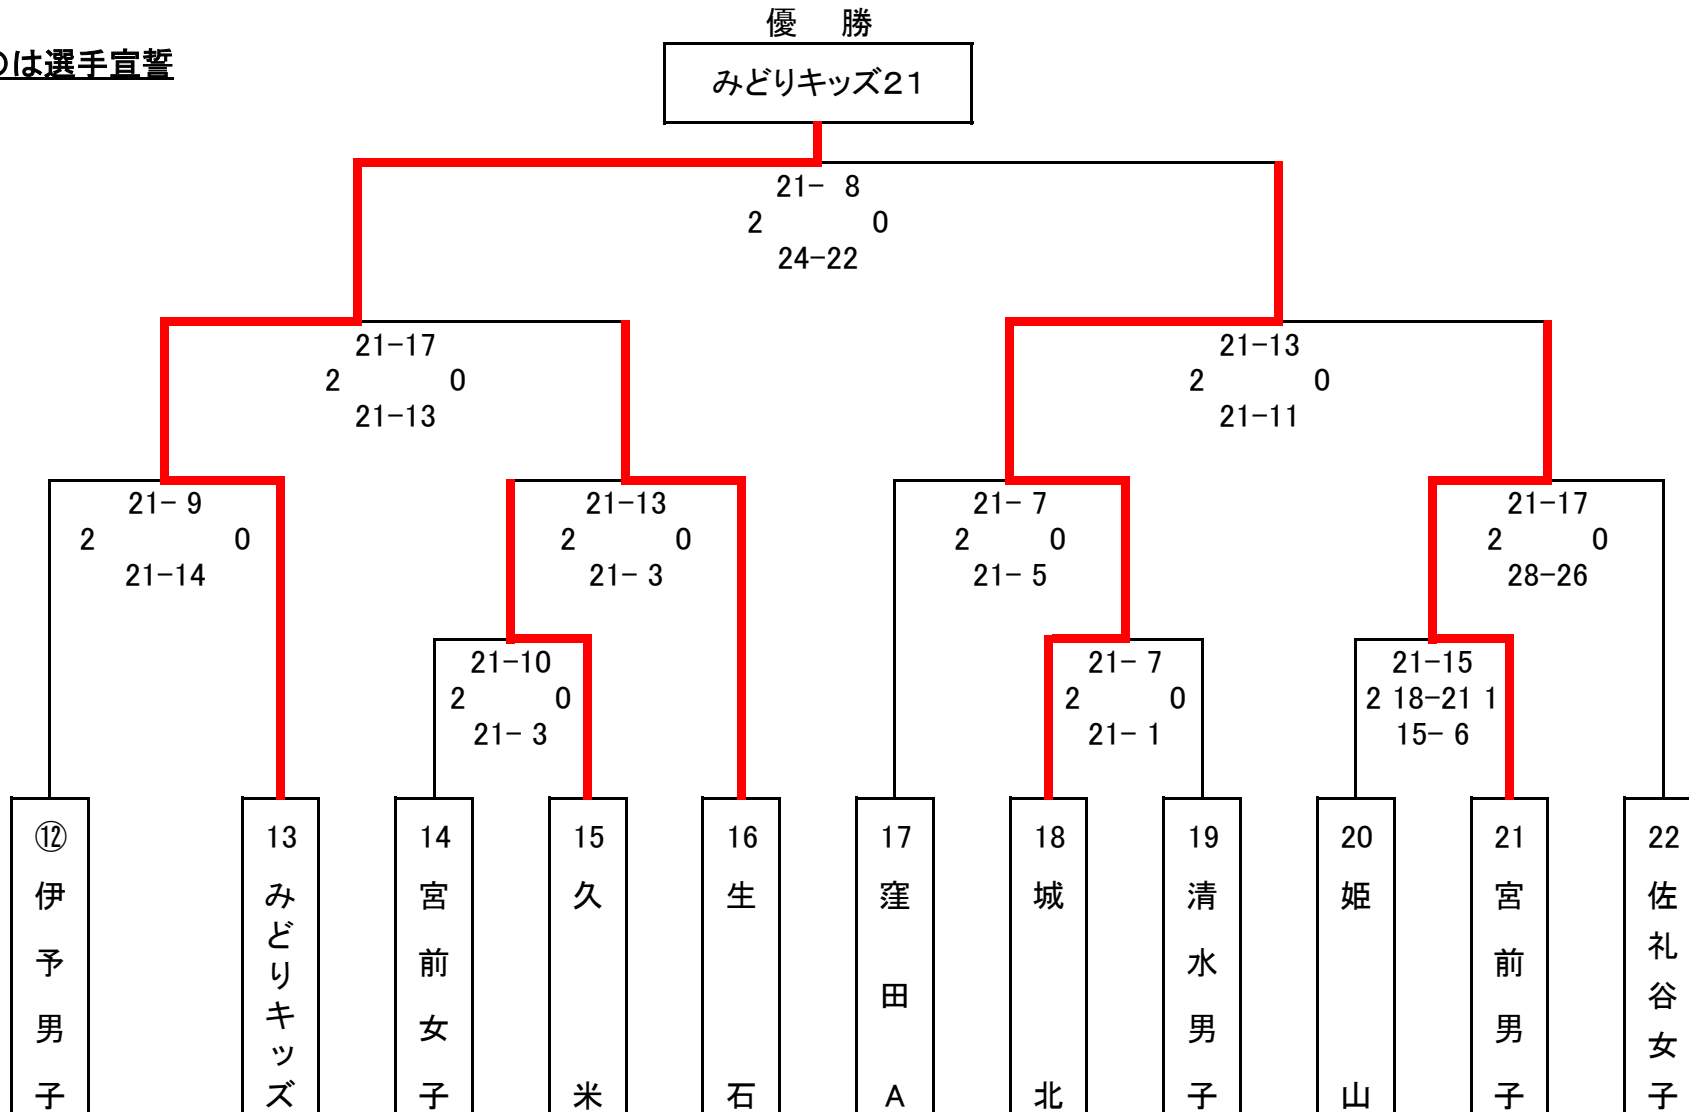 優　勝
のは選手宣誓
みどりキッズ21
21- 8
2 0
24-22
21-17
2 0
21-13
21-13
2 0
21-11
21- 9
2 0
21-14
21-13
2 0
21- 3
21- 7
2 0
21- 5
21-17
2 0
28-26
21-10
2 0
21- 3
21- 7
2 0
21- 1
21-15
2 18-21 1
15- 6
⑫
伊予男子
13
みどりキッズ
14
宮前女子
15
久米
16
生石
17
窪田A
18
城北
19
清水男子
20
姫山
21
宮前男子
22
佐礼谷女子